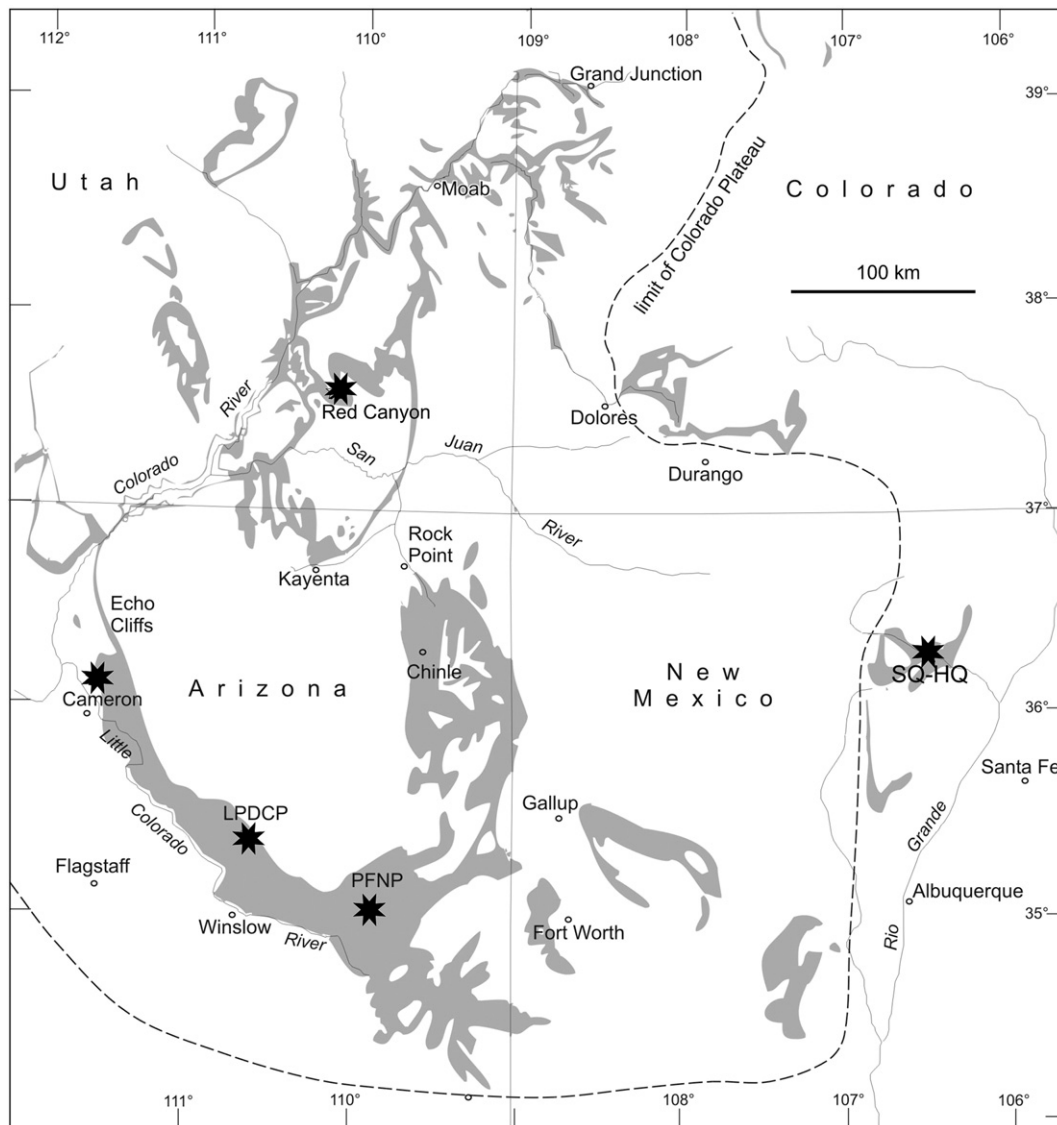 112° 111° 110° 109° 108° 107° 106°
Grand Junction
39°
Utah
Moab
Colorado
limit of Colorado Plateau
100 km
38°
River
Red Canyon
Dolores
Colorado
San
Juan
Durango
37°
River
Rock
Point
Kayenta
Echo
Cliffs
Chinle
New
Mexico
SQ-HQ
Arizona
Cameron
36°
Little
Santa Fe
Colorado
LPDCP
Gallup
Grande
Flagstaff
PFNP
Albuquerque
35°
Winslow
River
Fort Worth
Rio
111° 110° 109° 108° 107° 106°